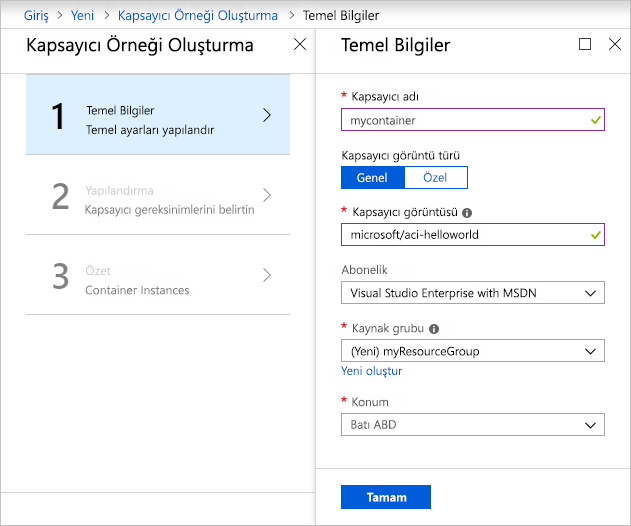 Giriş > Yeni > Kapsayıcı Örneği Oluşturma > Temel Bilgiler
Kapsayıcı Örneği Oluşturma
1
Temel Bilgiler
Temel ayarları yapılandır
2
Yapılandırma
Kapsayıcı gereksinimlerini belirtin
3
Özet
Container Instances
Temel Bilgiler
* Kapsayıcı adı
mycontainer
Kapsayıcı görüntü türü
Genel Özel
* Kapsayıcı görüntüsü
microsoft/aci-helloworld
Abonelik
Visual Studio Enterprise with MSDN
* Kaynak grubu
(Yeni) myResourceGroup
Yeni oluştur
* Konum
Batı ABD
Tamam